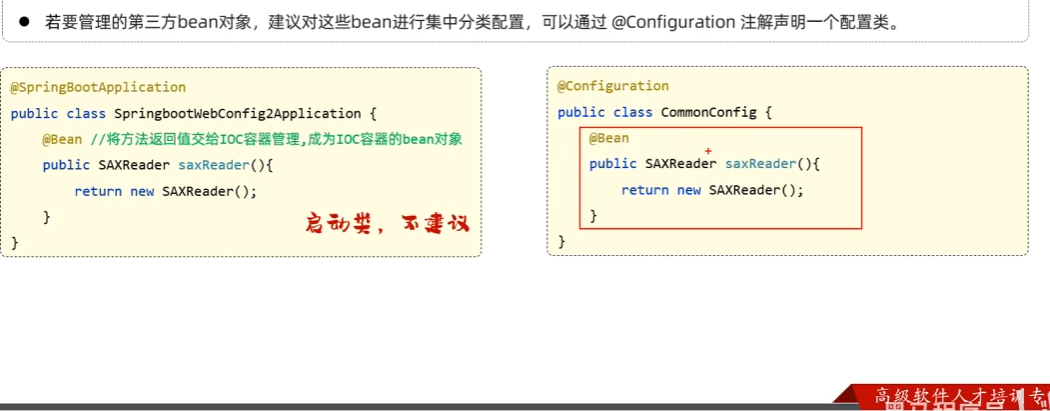 ● 若要管理的第三方bean对象，建议对这些bean进行集中分类配置，可以通过 @Configuration 注解声明一个配置类。
@SpringBootApplication
public class SpringbootWebConfig2Application {
@Bean //将方法返回值交给IOC容器管理,成为IOC容器的bean对象
public SAXReader saxReader(){
return new SAXReader();
}
}
启动类，不建议
@Configuration
public class CommonConfig {
@Bean
public SAXReader saxReader(){
return new SAXReader();
}
}
高级软件人才培训专